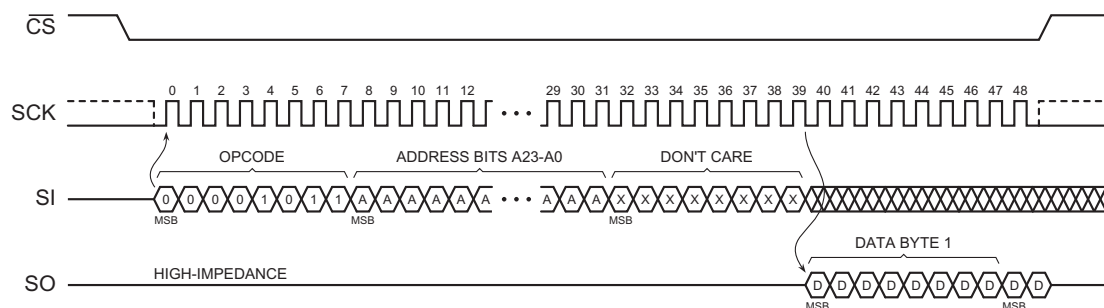 CS
0 1 2 3 4 5 6 7 8 9 10 11 12 29 30 31 32 33 34 35 36 37 38 39 40 41 42 43 44 45 46 47 48
SCK
OPCODE ADDRESS BITS A23-A0 DON'T CARE
SI 0 0 0 0 1 0 1 1 A A A A A A A A A X X X X X X X X
MSB MSB MSB
DATA BYTE 1
HIGH-IMPEDANCE
SO D D D D D D D D D D
MSB MSB